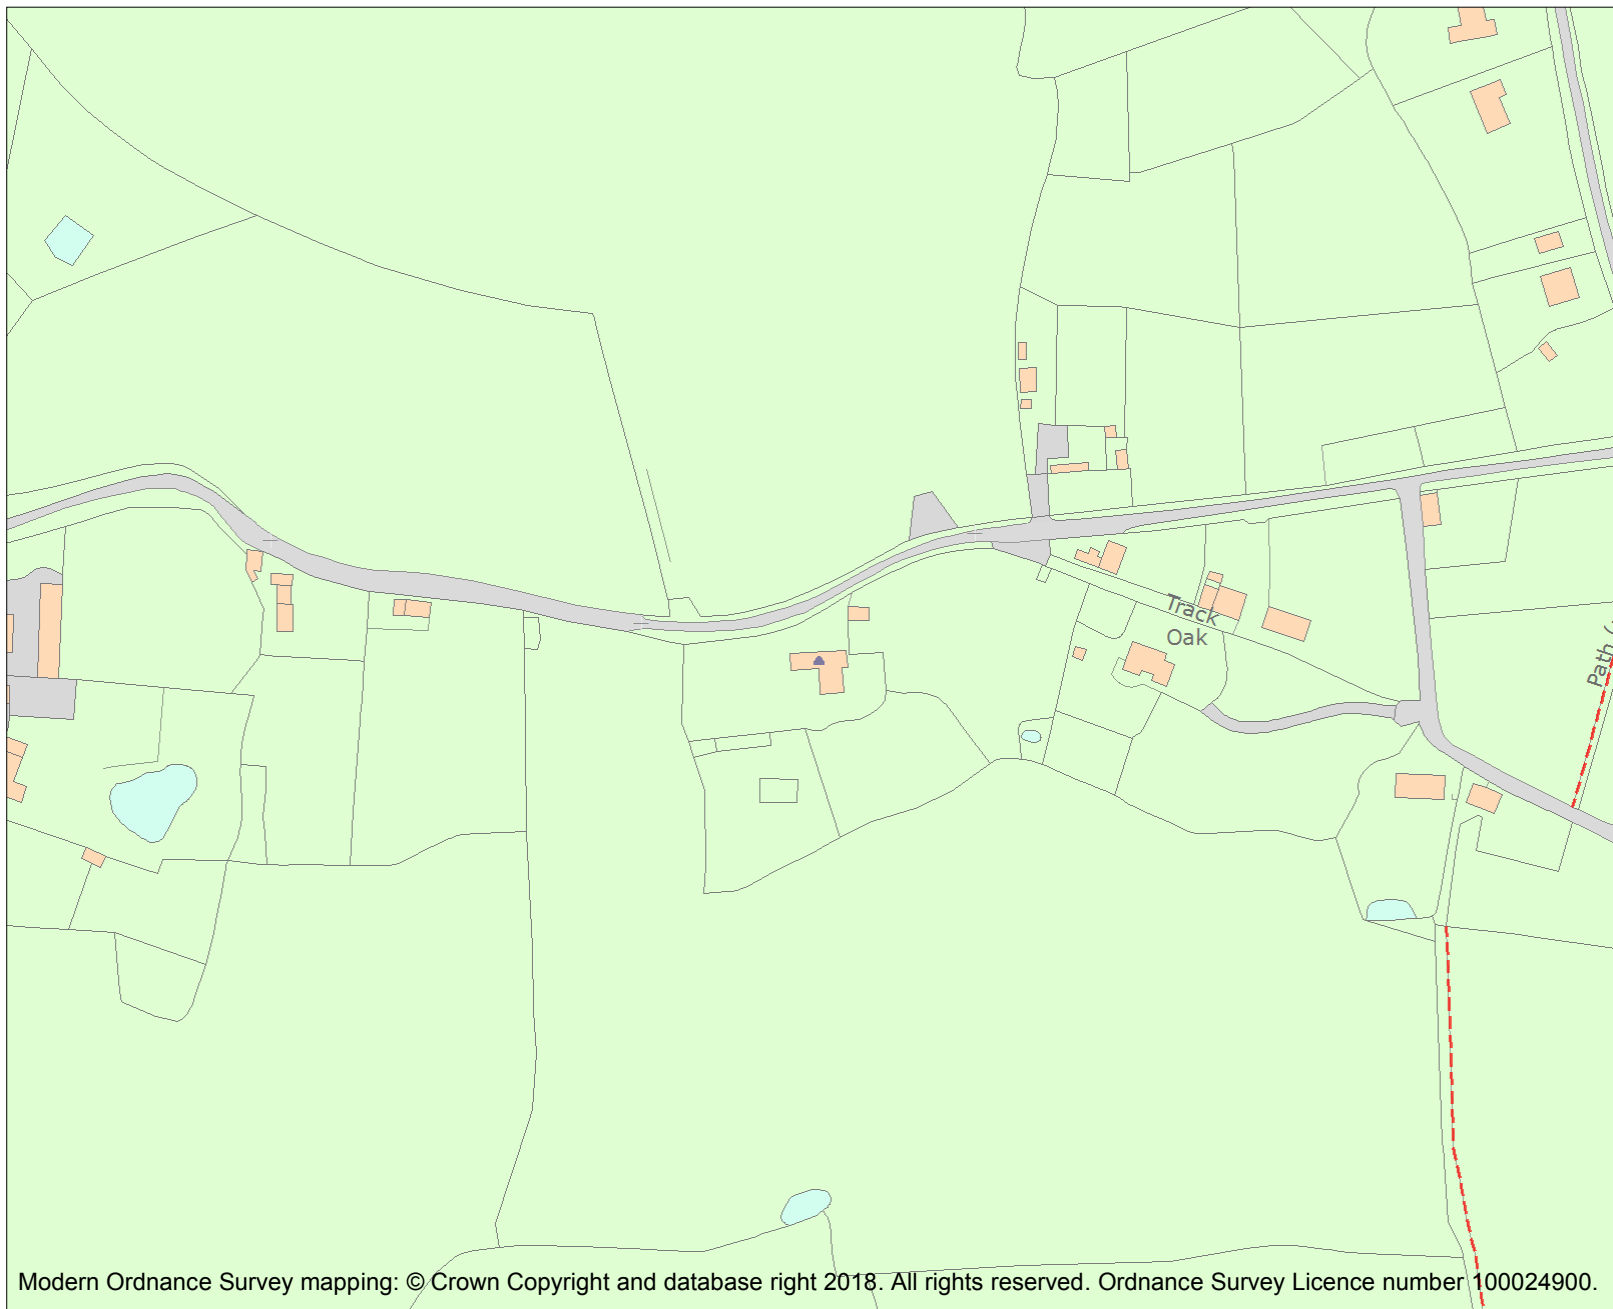 Track
Oak
Path (
Modern Ordnance Survey mapping: © Crown Copyright and database right 2018. All rights reserved. Ordnance Survey Licence number 100024900.